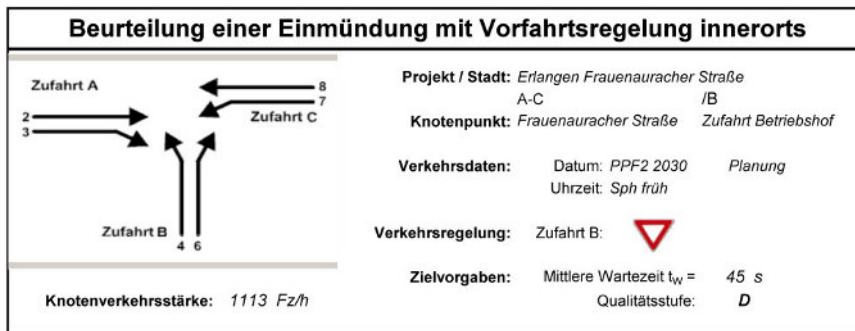 Beurteilung einer Einmündung mit Vorfahrtsregelung innerorts
Zufahrt A
8
7
2
3
Zufahrt C
Zufahrt B
4 6
Knotenverkehrsstärke: 1113 Fz/h
Projekt / Stadt: Erlangen Frauenauracher Straße
A-C /B
Knotenpunkt: Frauenauracher Straße Zufahrt Betriebshof
Verkehrsdaten: Datum: PPF2 2030 Planung
Uhrzeit: Sph früh
Verkehrsregelung: Zufahrt B:
Zielvorgaben: Mittlere Wartezeit tw = 45 s
Qualitätsstufe: D